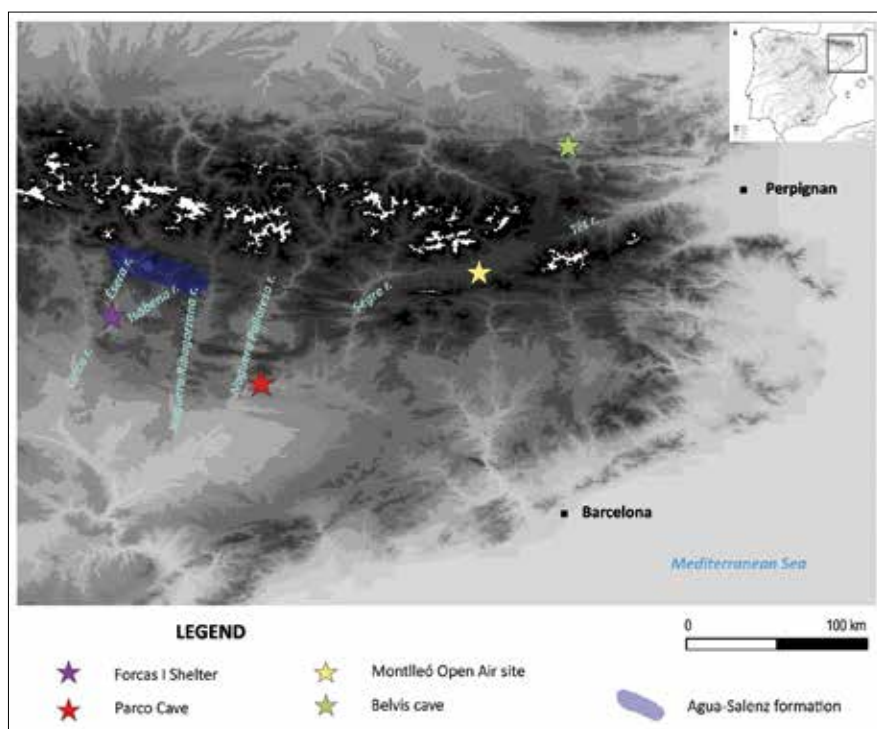 Perpignan
Têt r.
Ésera r.
Isábena r.
Segre r.
Cinca r.
Noguera Ribagorzana r.
Noguera Pallaresa r.
Barcelona
Mediterranean Sea
LEGEND
0 100 km
Forcas I Shelter
Montlleó Open Air site
Parco Cave
Belvis cave
Agua-Salenz formation